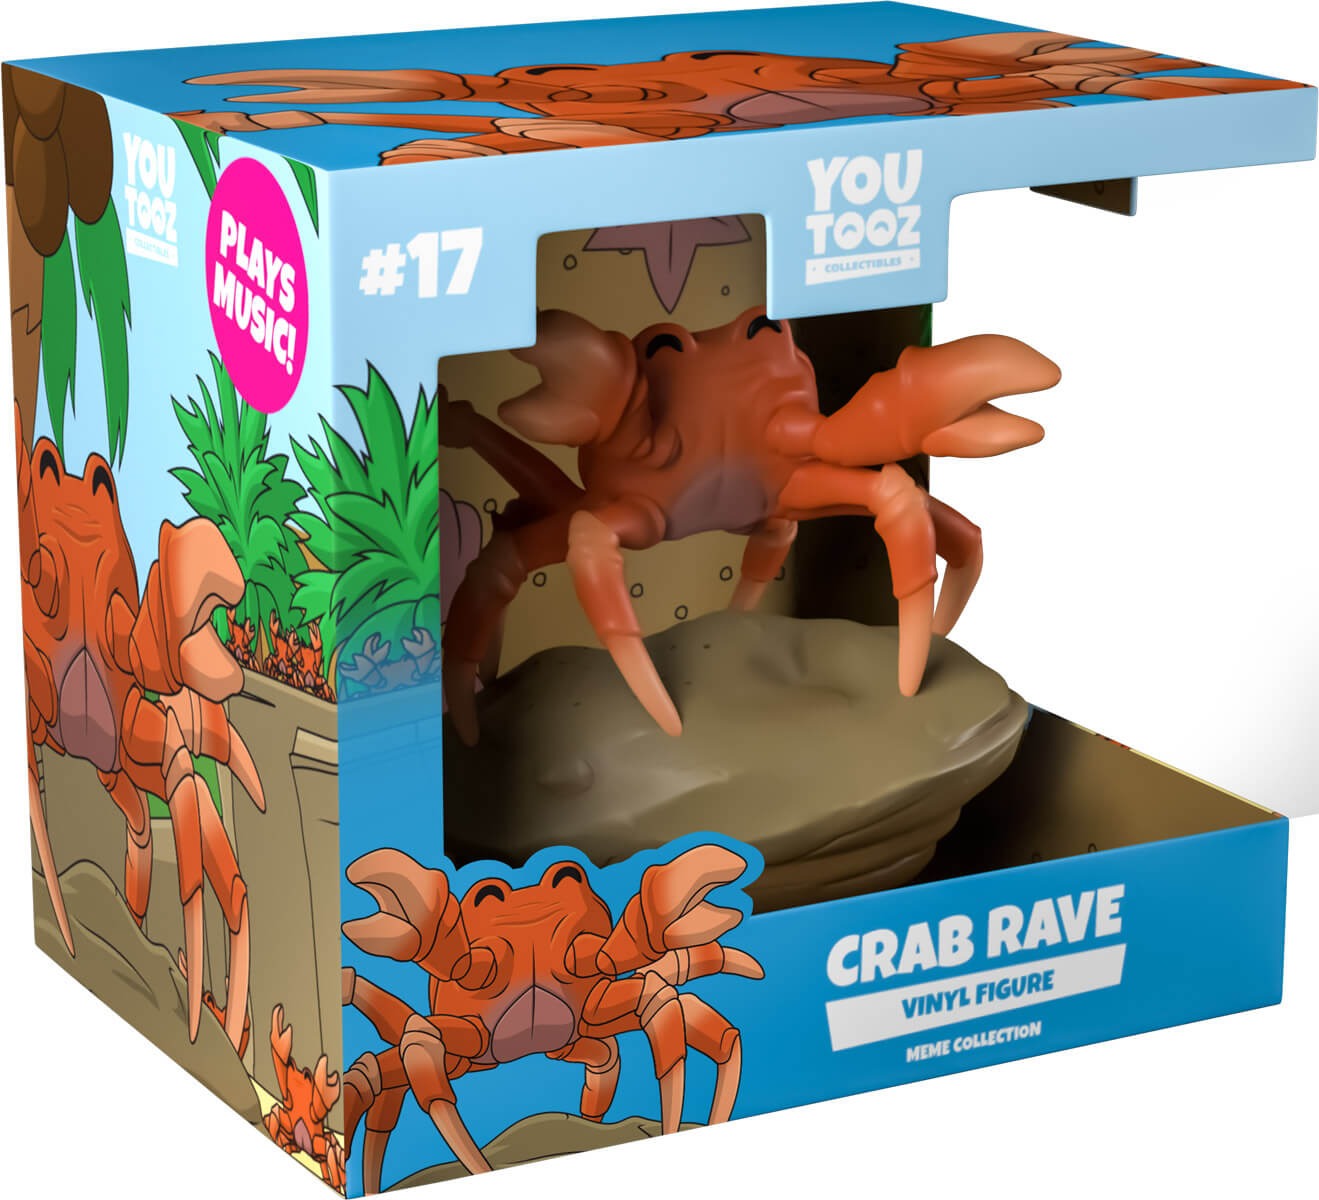 YOU
TOOZ
COLLECTIBLES
PLAYS
MUSIC!
#17
YOU
TOOZ
COLLECTIBLES
CRAB RAVE
VINYL FIGURE
MEME COLLECTION